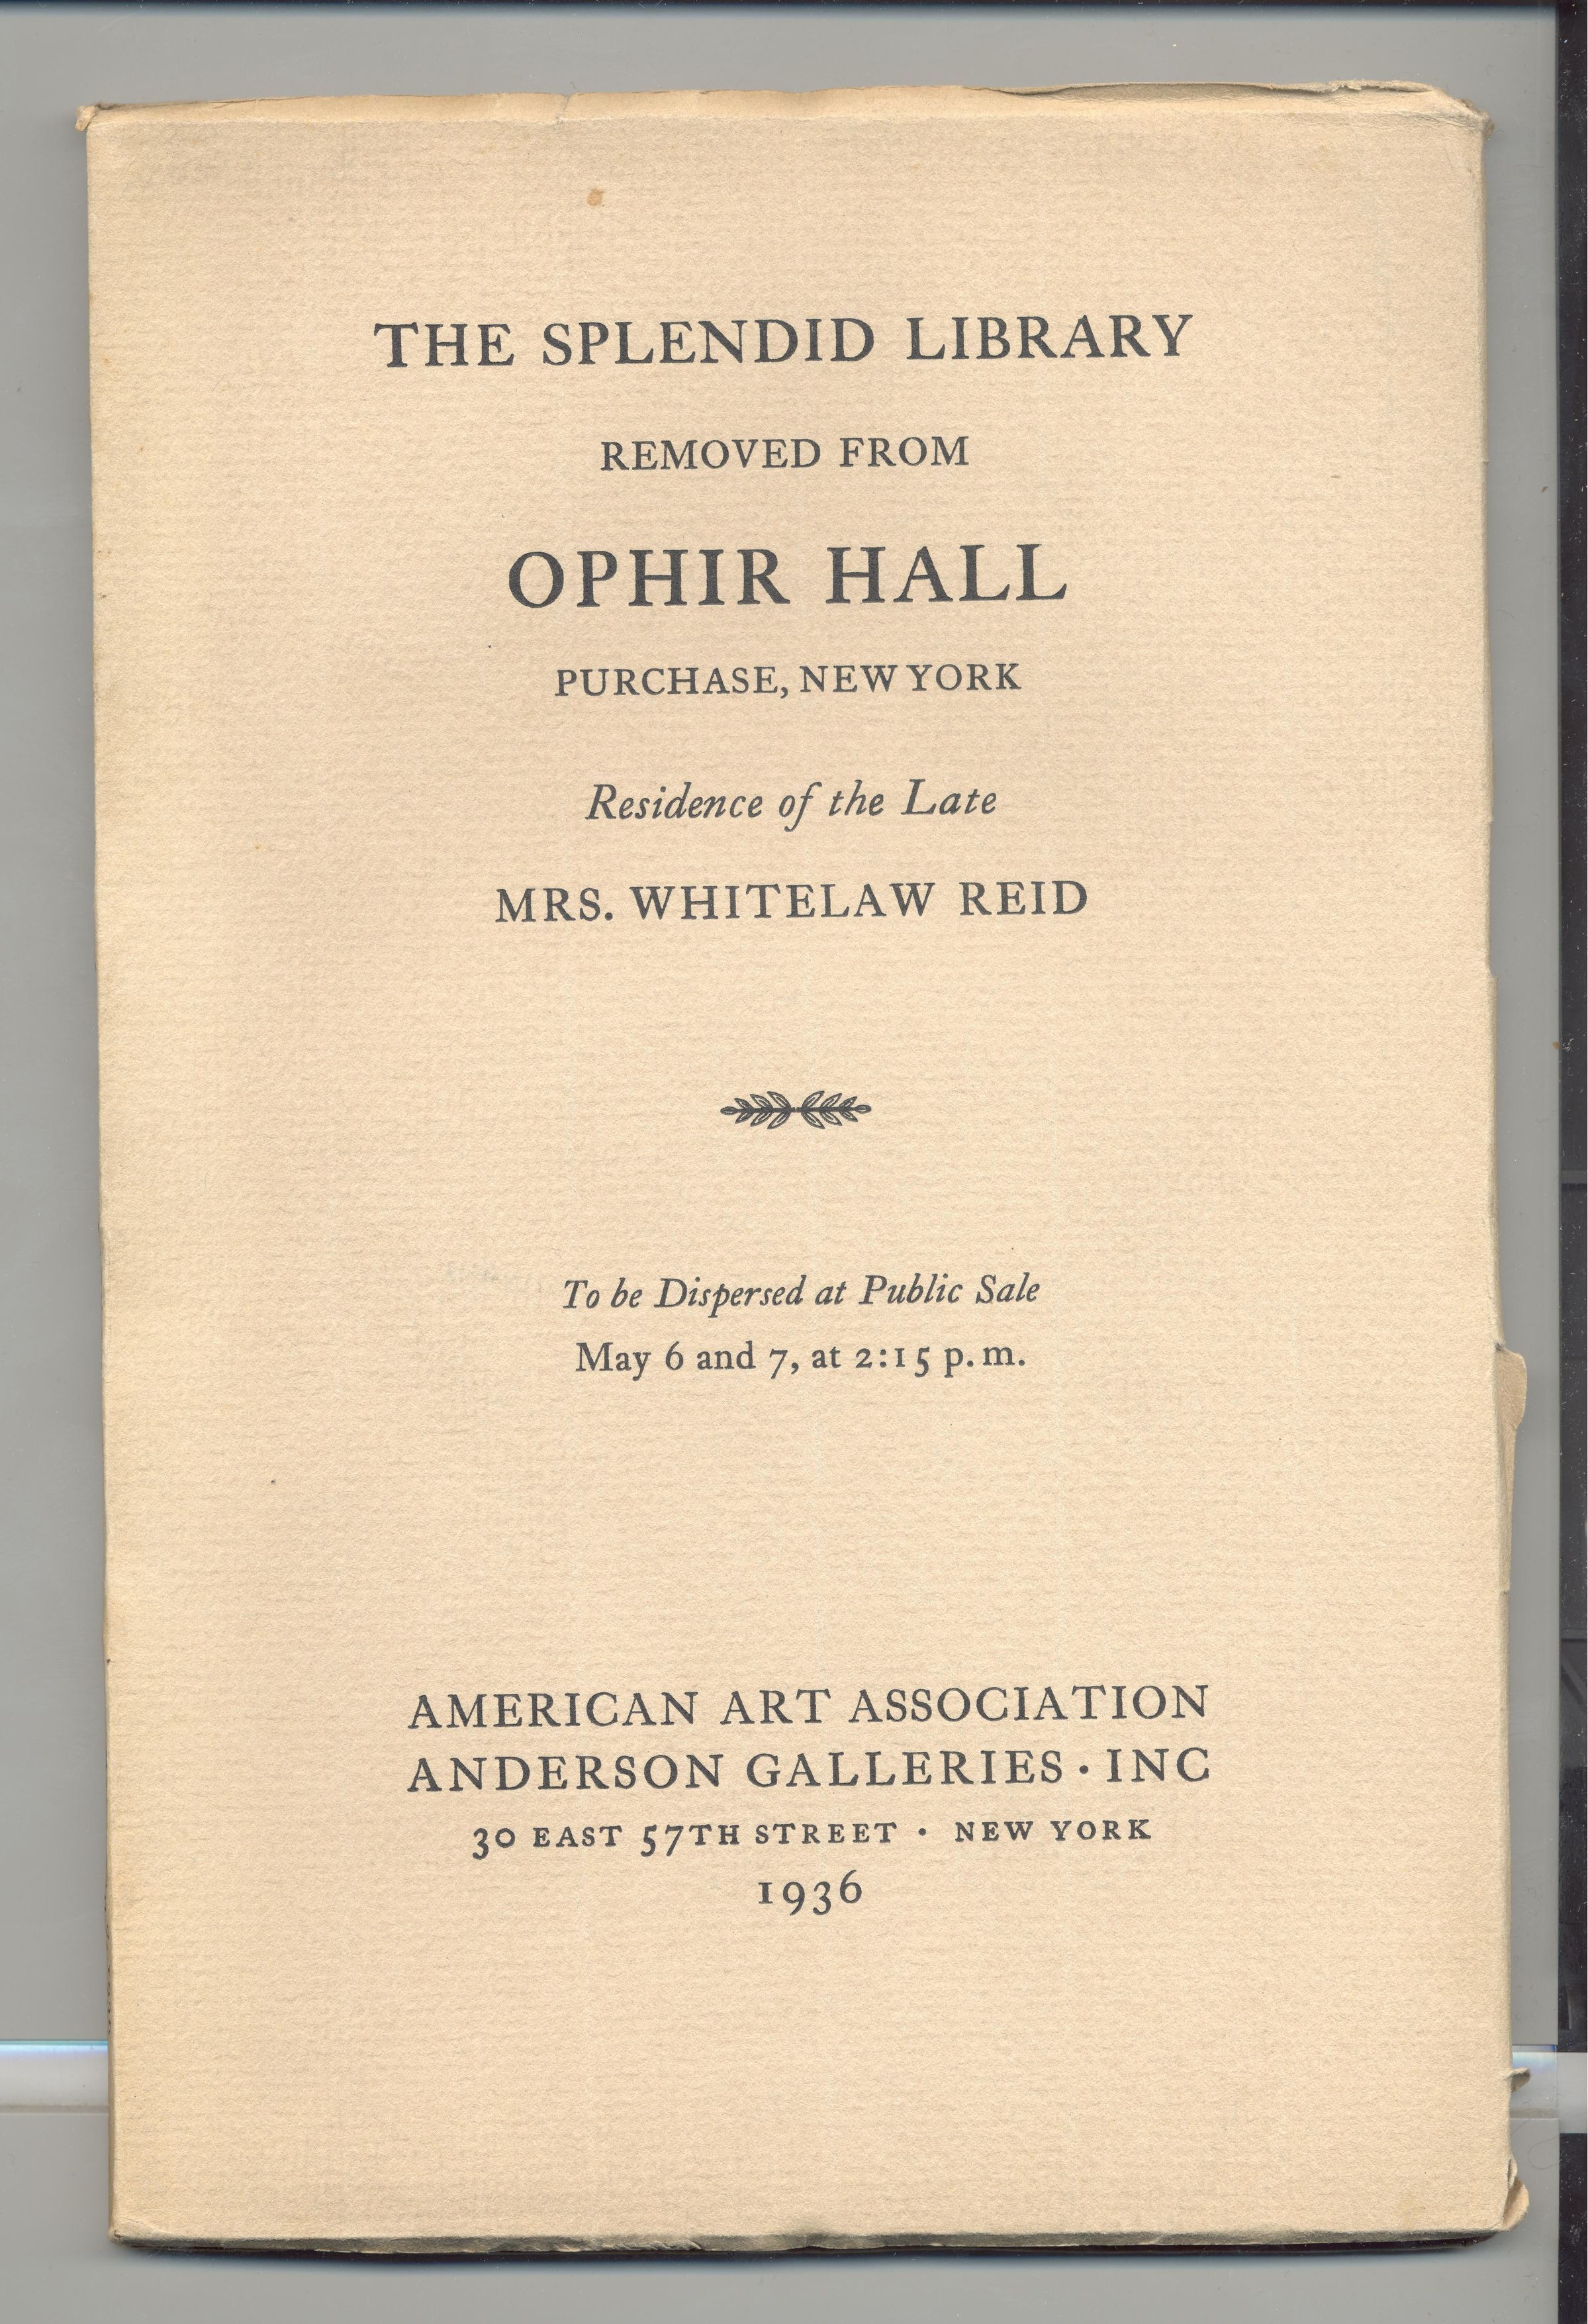 THE SPLENDID LIBRARY
REMOVED FROM
OPHIR HALL
PURCHASE, NEW YORK
Residence of the Late
MRS. WHITELAW REID
To be Dispersed at Public Sale
May 6 and 7, at 2:15 p.m.
AMERICAN ART ASSOCIATION
ANDERSON GALLERIES · INC
30 EAST 57TH STREET · NEW YORK
1936